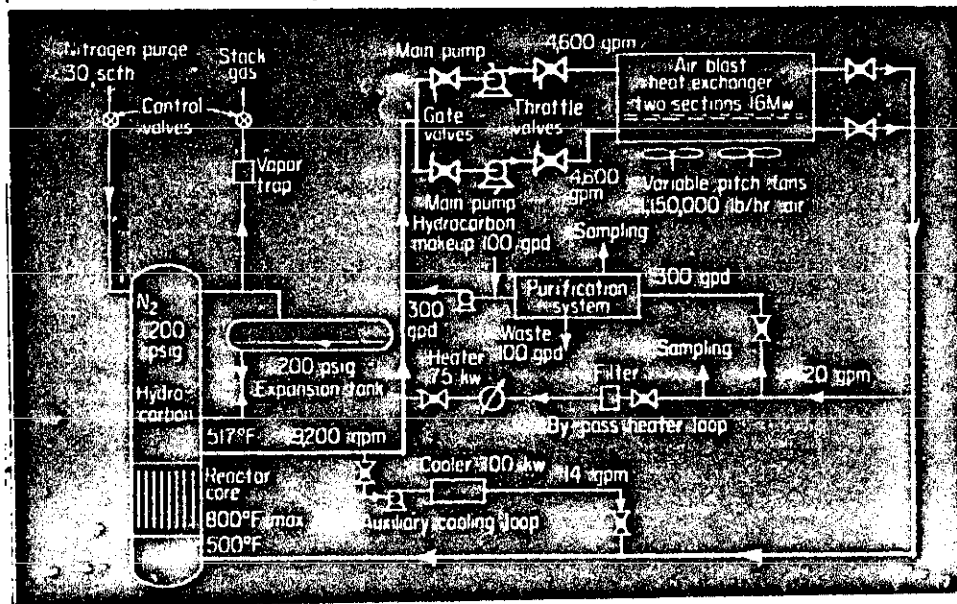 Nitrogen purge
30 scfh
Stack
gas
Control
valves
Vapor
trap
Main pump
4,600 gpm
Gate
valves
Throttle
valves
Main pump
4,600
gpm
Air blast
heat exchanger
two sections 16Mw
Variable pitch fans
1,150,000 lb/hr air
Hydrocarbon
makeup 100 gpd
Sampling
Purification
system
300 gpd
300
gpd
Waste
100 gpd
N2
200
psig
Hydro-
carbon
200 psig
Expansion tank
Heater
75 kw
Filter
Sampling
20 gpm
By-pass heater loop
517°F
9200 gpm
Reactor
core
800°F max
500°F
Cooler 100 kw
14 gpm
Auxiliary cooling loop